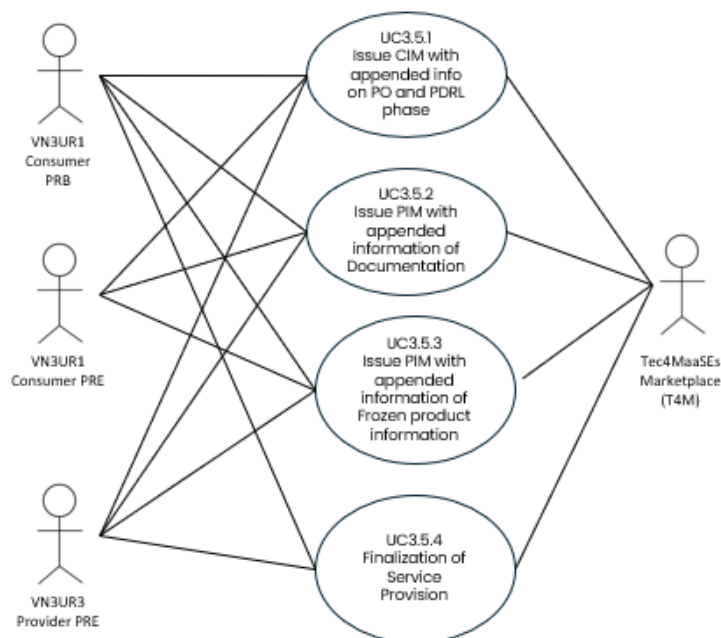 UC3.5.1
Issue CIM with
appended info
on PO and PDRL
phase
VN3UR1
Consumer
PRB
UC3.5.2
Issue PIM with
appended
information of
Documentation
VN3UR1
Consumer PRE
UC3.5.3
Issue PIM with
appended
information of
Frozen product
information
Tec4MaaSEs
Marketplace
(T4M)
UC3.5.4
Finalization of
Service
Provision
VN3UR3
Provider PRE